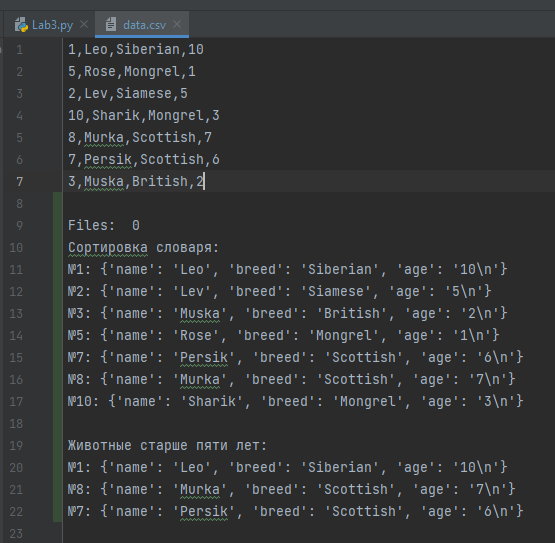 Lab3.py × data.csv ×
1 1,Leo,Siberian,10
2 5,Rose,Mongrel,1
3 2,Lev,Siamese,5
4 10,Sharik,Mongrel,3
5 8,Murka,Scottish,7
6 7,Persik,Scottish,6
7 3,Muska,British,2
8
9 Files:  0
10 Сортировка словаря:
11 №1: {'name': 'Leo', 'breed': 'Siberian', 'age': '10\n'}
12 №2: {'name': 'Lev', 'breed': 'Siamese', 'age': '5\n'}
13 №3: {'name': 'Muska', 'breed': 'British', 'age': '2\n'}
14 №5: {'name': 'Rose', 'breed': 'Mongrel', 'age': '1\n'}
15 №7: {'name': 'Persik', 'breed': 'Scottish', 'age': '6\n'}
16 №8: {'name': 'Murka', 'breed': 'Scottish', 'age': '7\n'}
17 №10: {'name': 'Sharik', 'breed': 'Mongrel', 'age': '3\n'}
18
19 Животные старше пяти лет:
20 №1: {'name': 'Leo', 'breed': 'Siberian', 'age': '10\n'}
21 №8: {'name': 'Murka', 'breed': 'Scottish', 'age': '7\n'}
22 №7: {'name': 'Persik', 'breed': 'Scottish', 'age': '6\n'}
23